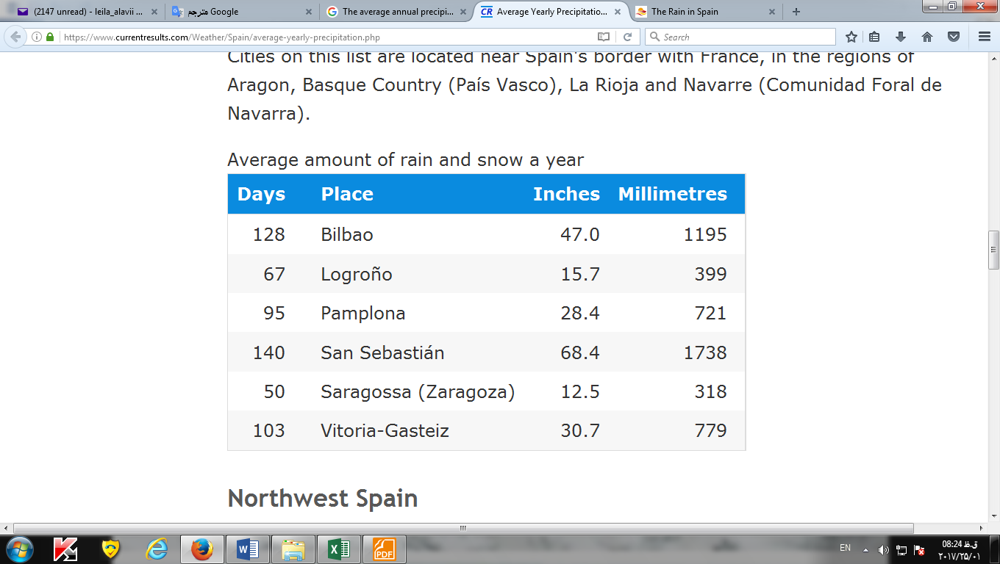 (2147 unread) - leila_alavii ...
مترجم Google
The average annual precipi...
CR Average Yearly Precipitatio...
The Rain in Spain
https://www.currentresults.com/Weather/Spain/average-yearly-precipitation.php
Search
Cities on this list are located near Spain's border with France, in the regions of
Aragon, Basque Country (País Vasco), La Rioja and Navarre (Comunidad Foral de
Navarra).
Average amount of rain and snow a year
Days Place Inches Millimetres
128 Bilbao 47.0 1195
67 Logroño 15.7 399
95 Pamplona 28.4 721
140 San Sebastián 68.4 1738
50 Saragossa (Zaragoza) 12.5 318
103 Vitoria-Gasteiz 30.7 779
Northwest Spain
W
X
PDF
EN
08:24 ق.ظ
۲۰۱۷/۲۵/۰۱